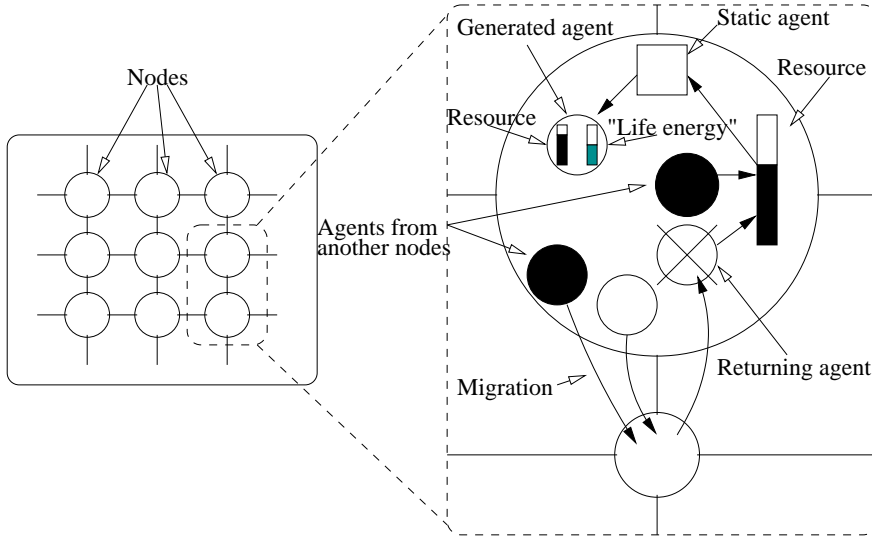 Nodes
Generated agent
Static agent
Resource
Resource
"Life energy"
Agents from
another nodes
Migration
Returning agent